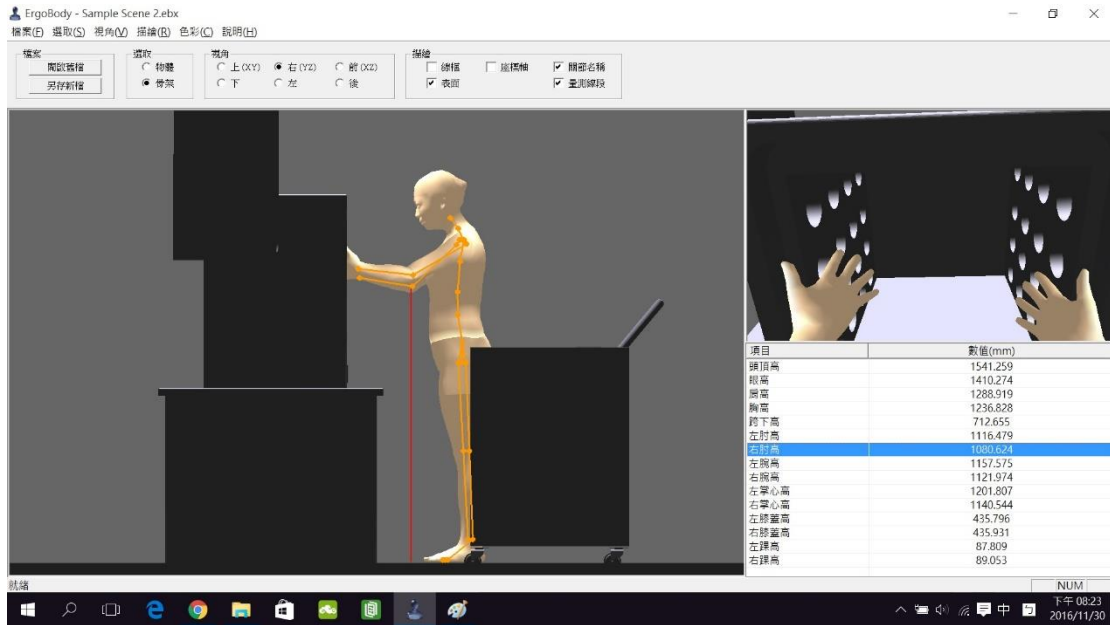 ErgoBody - Sample Scene 2.ebx
檔案(F) 選取(S) 視角(V) 描繪(R) 色彩(C) 說明(H)
檔案 選取 視角 描繪
開啟舊檔 物體 上(XY) 右(YZ) 前(XZ) 線框 座標軸 關節名稱
另存新檔 骨架 下 左 後 表面 量測線段
項目 數值(mm)
頭頂高 1541.259
眼高 1410.274
肩高 1288.919
胸高 1236.828
跨下高 712.655
左肘高 1116.479
右肘高 1080.624
左腕高 1157.575
右腕高 1121.974
左掌心高 1201.807
右掌心高 1140.544
左膝蓋高 435.796
右膝蓋高 435.931
左踝高 87.809
右踝高 89.053
就緒 NUM
中 下午 08:23
2016/11/30